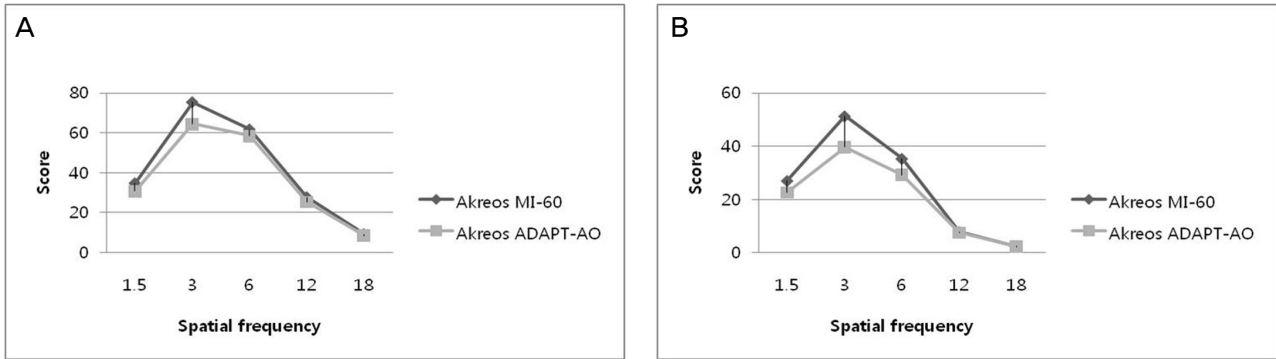 A
80
60
40
20
0
Score
1.5 3 6 12 18
Spatial frequency
Akreos MI-60
Akreos ADAPT-AO
B
60
40
20
0
Score
1.5 3 6 12 18
Spatial frequency
Akreos MI-60
Akreos ADAPT-AO